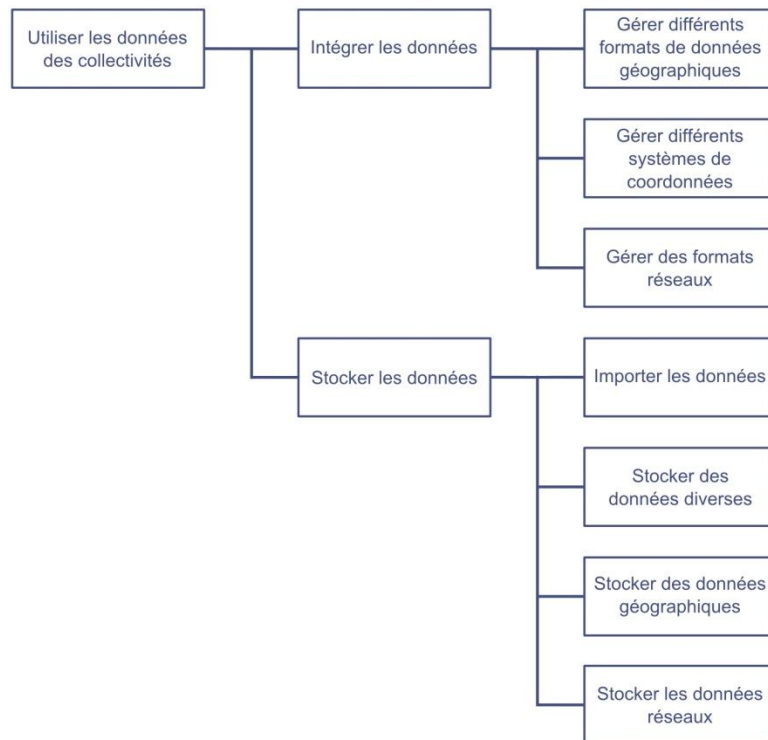 Utiliser les données
des collectivités
Intégrer les données
Gérer différents
formats de données
géographiques
Gérer différents
systèmes de
coordonnées
Gérer des formats
réseaux
Stocker les données
Importer les données
Stocker des
données diverses
Stocker des données
géographiques
Stocker les données
réseaux